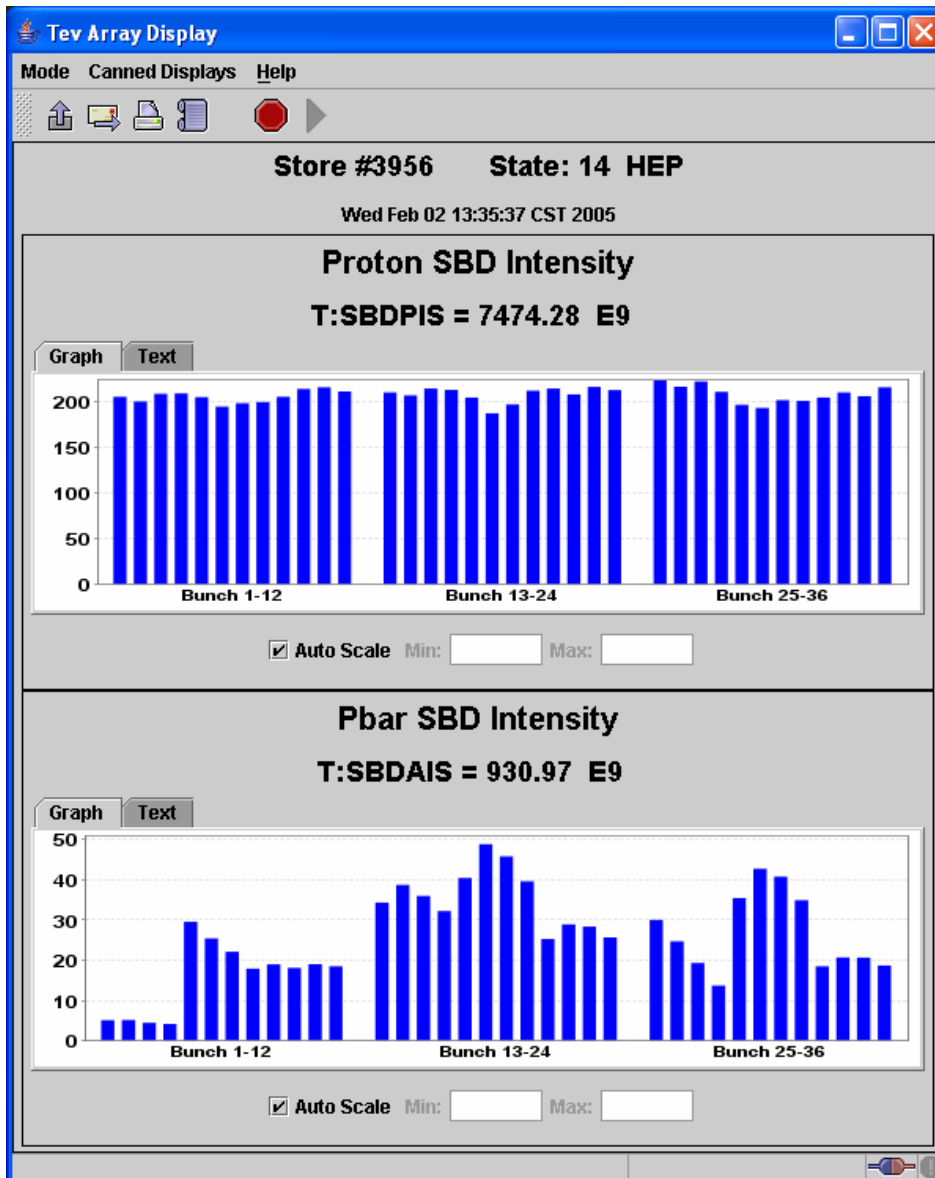 Tev Array Display
Mode Canned Displays Help
Store #3956 State: 14 HEP
Wed Feb 02 13:35:37 CST 2005
Proton SBD Intensity
T:SBDPIS = 7474.28 E9
Graph Text
200
150
100
50
0
Bunch 1-12 Bunch 13-24 Bunch 25-36
Auto Scale Min: Max:
Pbar SBD Intensity
T:SBDAIS = 930.97 E9
Graph Text
50
40
30
20
10
0
Bunch 1-12 Bunch 13-24 Bunch 25-36
Auto Scale Min: Max: